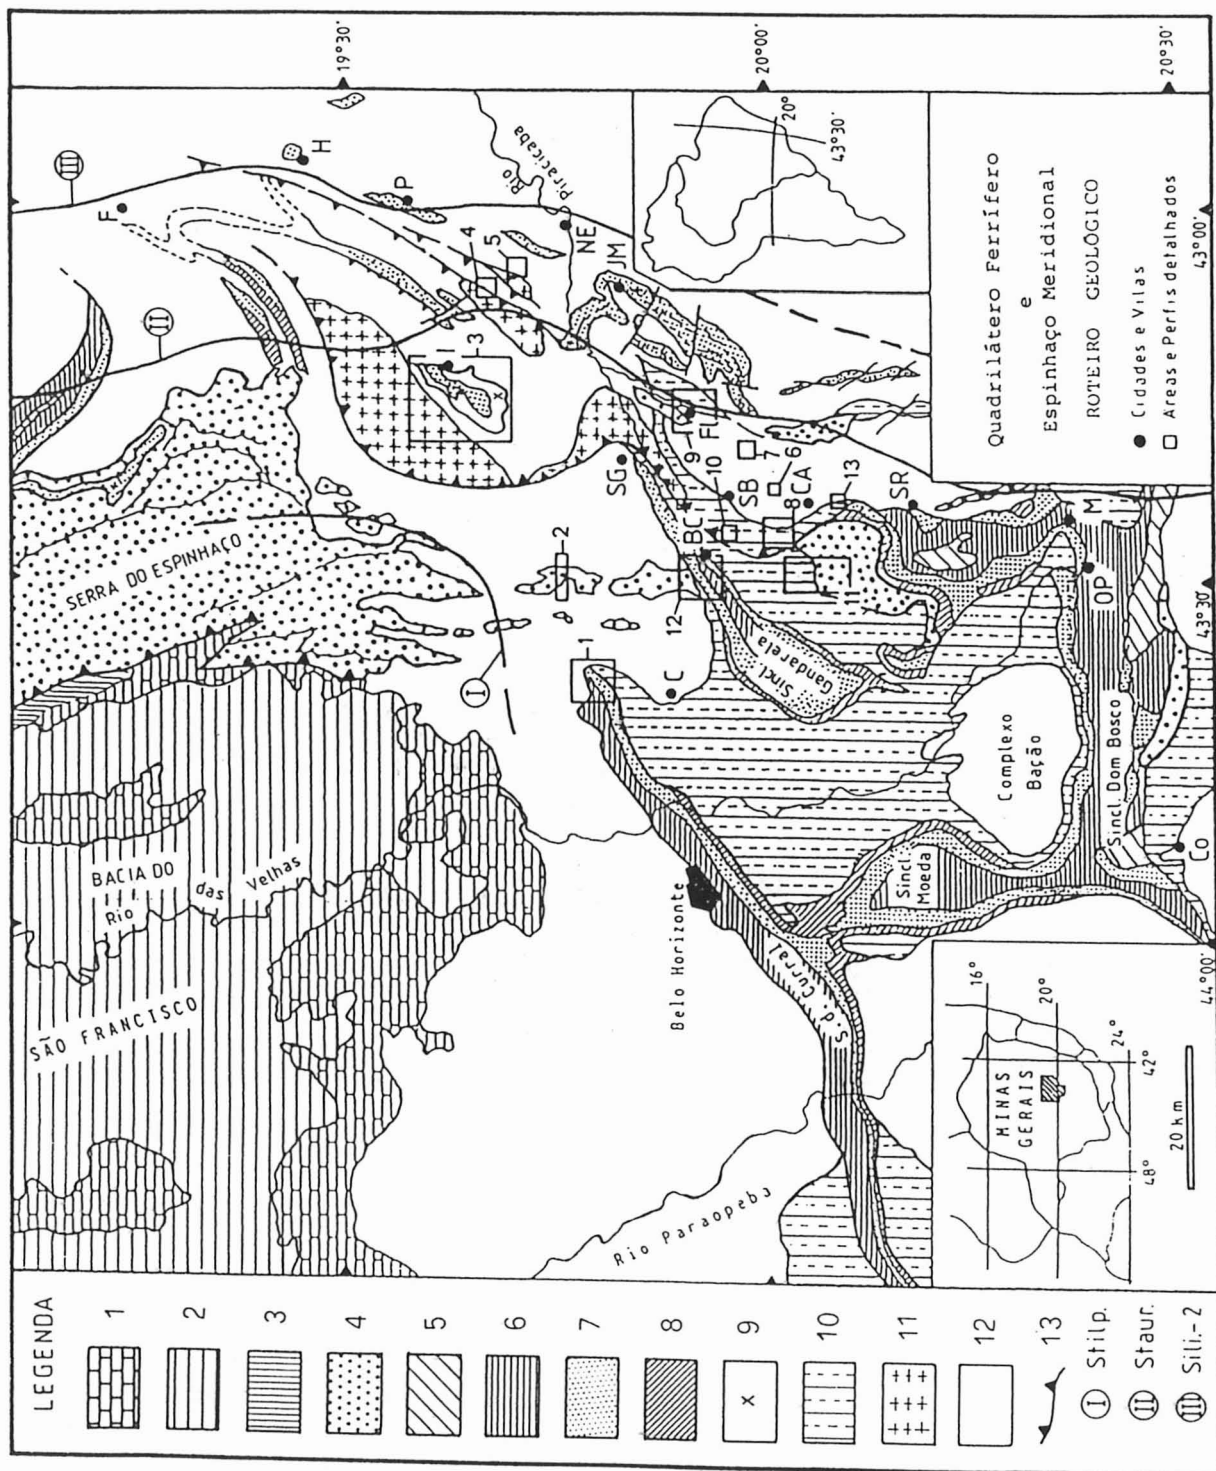 LEGENDA
1
2
3
4
5
6
7
8
9
x
10
11
12
13
I Stilp.
II Staur.
III Sili.-2
19°30'
20°00'
20°30'
43°00'
43°30'
44°00'
SERRA DO ESPINHAÇO
BACIA DO
SÃO FRANCISCO
Rio
das
Velhas
Rio Paraopeba
Rio
Piracicaba
Belo Horizonte
S. d. Curral
Sincl.
Gandarela
Sincl.
Moeda
Complexo
Bação
Sincl. Dom Bosco
I
II
III
F
H
P
NE
JM
I
SG
FU
BC
SB
CA
SR
C
M
OP
Co
1
2
3
4
5
6
7
8
9
10
11
12
13
x
x
20°
43°30'
Quadrilátero Ferrífero
e
Espinhaço Meridional
ROTEIRO GEOLÓGICO
Cidades e Vilas
Áreas e Perfis detalhados
MINAS
GERAIS
16°
20°
24°
48°
42°
20km